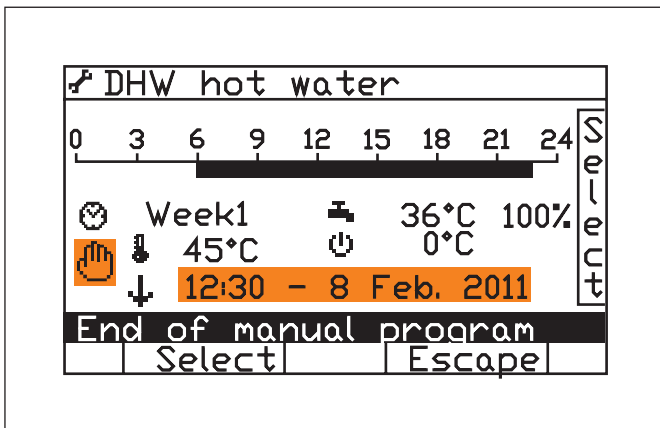 DHW hot water
0 3 6 9 12 15 18 21 24
Select
Week1 36°C 100%
45°C 0°C
12:30 – 8 Feb. 2011
End of manual program
Select Escape